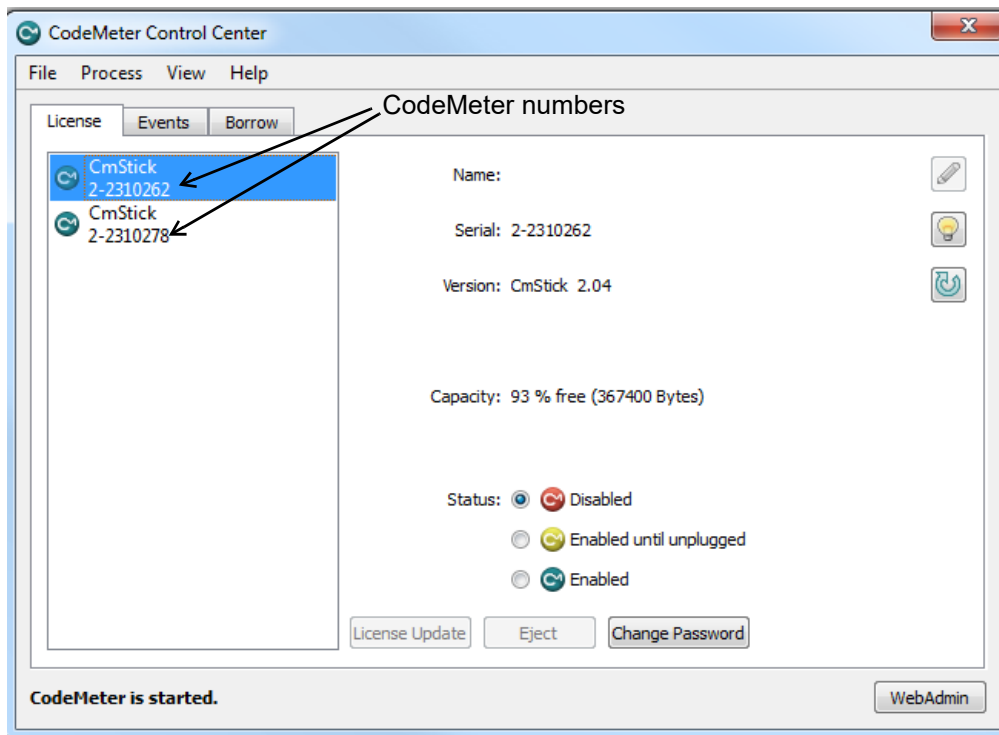 CodeMeter Control Center
File Process View Help
CodeMeter numbers
License Events Borrow
CmStick
2-2310262
CmStick
2-2310278
Name:
Serial: 2-2310262
Version: CmStick 2.04
Capacity: 93 % free (367400 Bytes)
Status: Disabled
Enabled until unplugged
Enabled
License Update Eject Change Password
CodeMeter is started.
WebAdmin